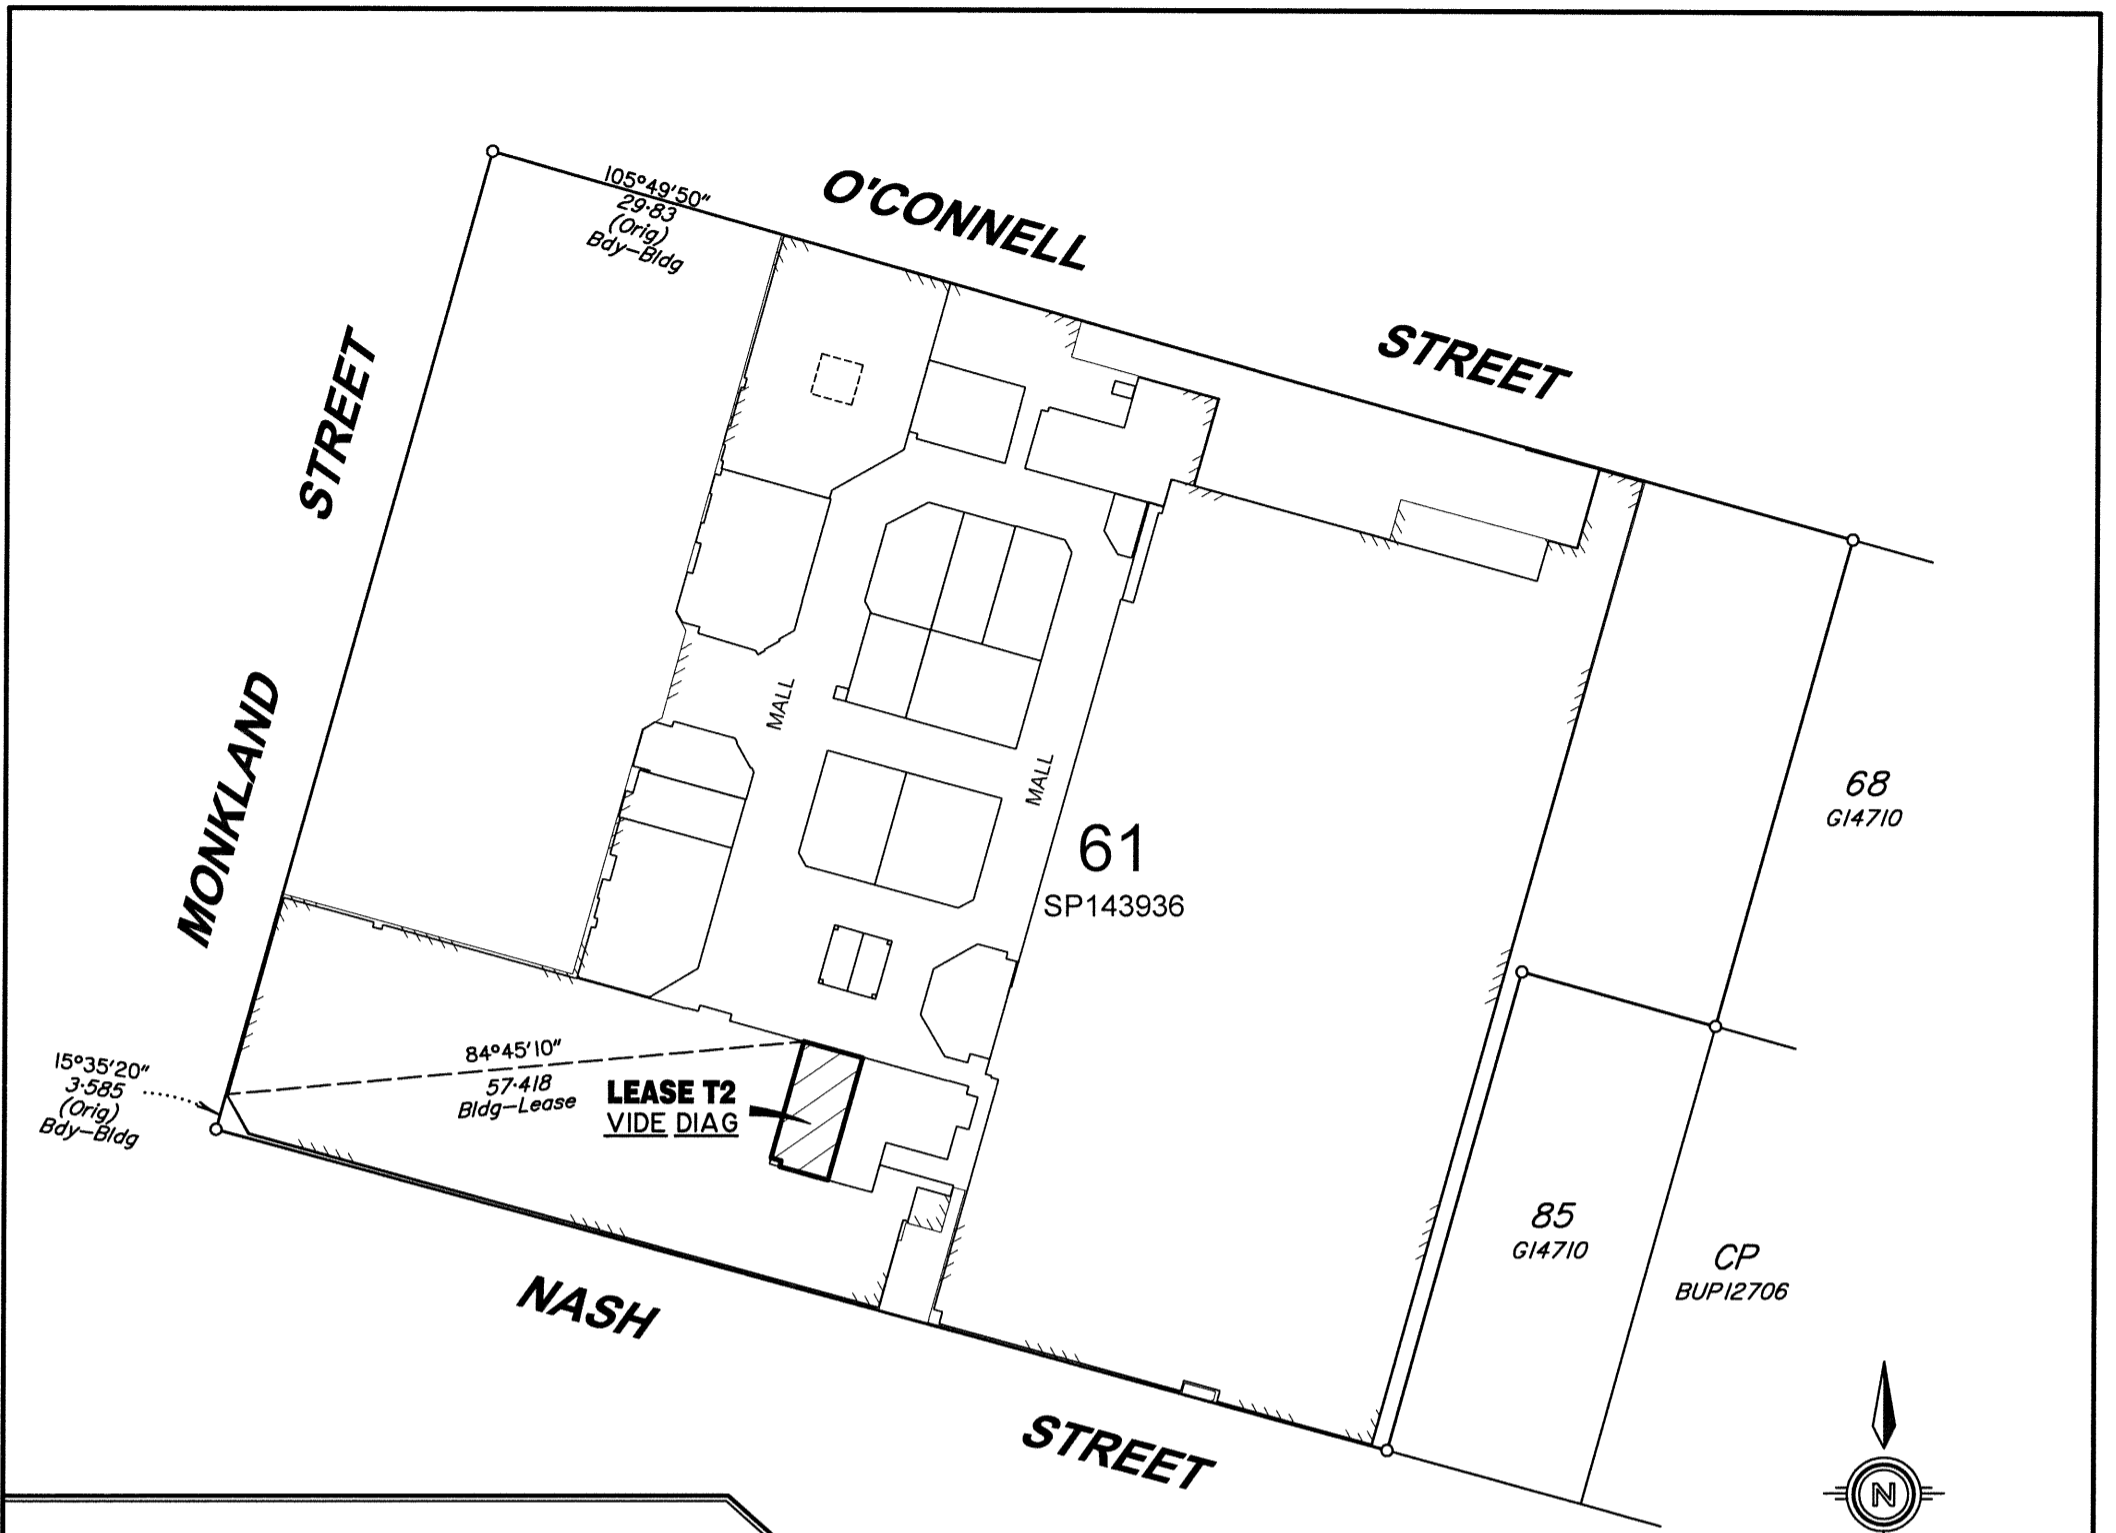 105°49'50"
29·83
(Orig)
Bdy–Bldg
O'CONNELL
STREET
STREET
MONKLAND
MALL
MALL
61
SP143936
68
G14710
15°35'20"
3·585
(Orig)
Bdy–Bldg
84°45'10"
57·418
Bldg–Lease
LEASE T2
VIDE DIAG
85
G14710
CP
BUP12706
NASH
STREET
N